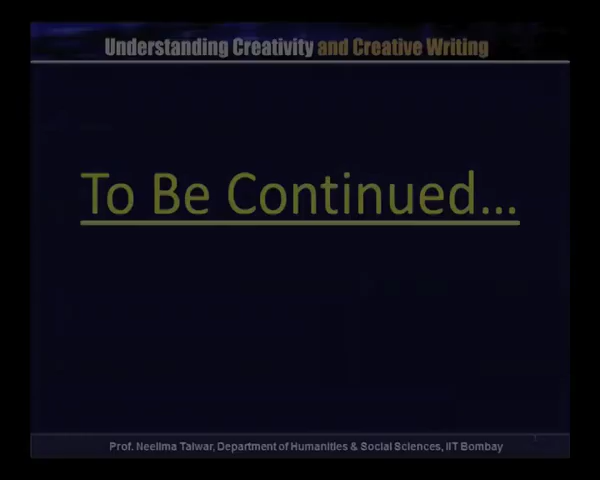 Understanding Creativity and Creative Writing
To Be Continued...
Prof. Neelima Talwar, Department of Humanities & Social Sciences, IIT Bombay